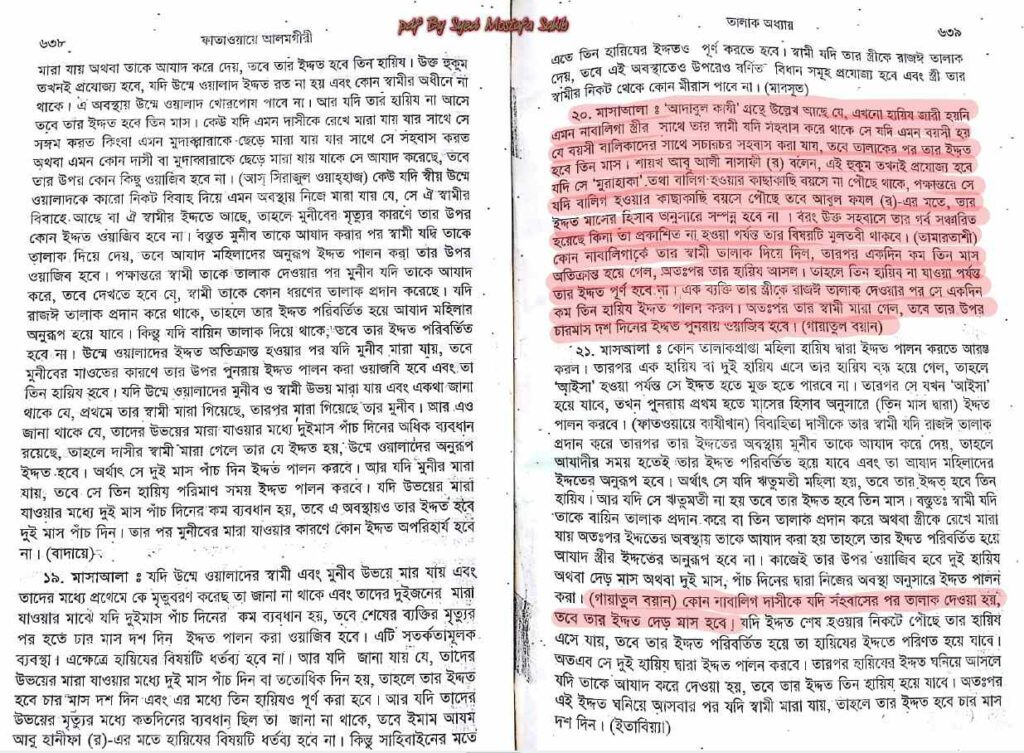 pdf By Syed Mostafa Sakib
৬৩৮ ফাতাওয়ায়ে আলমগীরী
মারা যায় অথবা তাকে আযাদ করে দেয়, তবে তার ইদ্দত হবে তিন হায়িয। উক্ত হুকুম
তখনই প্রযোজ্য হবে, যদি উম্মে ওয়ালাদ ইদ্দত রত না হয় এবং কোন স্বামীর অধীনে না
থাকে। এ অবস্থায় উম্মে ওয়ালাদ খোরপোষ পাবে না। আর যদি তার হায়িয না আসে
তবে তার ইদ্দত হবে তিন মাস। কেউ যদি এমন দাসীকে রেখে মারা যায় যার সাথে সে
সঙ্গম করত কিংবা এমন মুদাব্বারাকে ছেড়ে মারা যায় যার সাথে সে সংহবাস করত
অথবা এমন কোন দাসী বা মুদাব্বারাকে ছেড়ে মারা যায় যাকে সে আযাদ করেছে, তবে
তার উপর কোন কিছু ওয়াজিব হবে না। (আস্ সিরাজুল ওয়াহ্‌হাজ) কেউ যদি স্বীয় উম্মে
ওয়ালাদকে কারো নিকট বিবাহ দিয়ে এমন অবস্থায় নিজে মারা যায় যে, সে ঐ স্বামীর
বিবাহে আছে বা ঐ স্বামীর ইদ্দতে আছে, তাহলে মুনীবের মৃত্যুর কারণে তার উপর
কোন ইদ্দত ওয়াজিব হবে না। বস্তুত মুনীব তাকে আযাদ করার পর স্বামী যদি তাকে
তালাক দিয়ে দেয়, তবে আযাদ মহিলাদের অনুরূপ ইদ্দত পালন করা তার উপর
ওয়াজিব হবে। পক্ষান্তরে স্বামী তাকে তালাক দেওয়ার পর মুনীব যদি তাকে আযাদ
করে, তবে দেখতে হবে যে, স্বামী তাকে কোন ধরণের তালাক প্রদান করেছে। যদি
রাজঈ তালাক প্রদান করে থাকে, তাহলে তার ইদ্দত পরিবর্তিত হয়ে আযাদ মহিলার
অনুরূপ হয়ে যাবে। কিন্তু যদি বায়িন তালাক দিয়ে থাকে, তবে তার ইদ্দত পরিবর্তিত
হবে না। উম্মে ওয়ালাদের ইদ্দত অতিক্রান্ত হওয়ার পর যদি মুনীব মারা যায়, তবে
মুনীবের মাওতের কারণে তার উপর পুনরায় ইদ্দত পালন করা ওয়াজবি হবে এবং তা
তিন হায়িয হবে। যদি উম্মে ওয়ালাদের মুনীব ও স্বামী উভয় মারা যায় এবং একথা জানা
থাকে যে, প্রথমে তার স্বামী মারা গিয়েছে, তারপর মারা গিয়েছে তার মুনীব। আর এও
জানা থাকে যে, তাদের উভয়ের মারা যাওয়ার মধ্যে দুইমাস পাঁচ দিনের অধিক ব্যবধান
রয়েছে, তাহলে দাসীর স্বামী মারা গেলে তার যে ইদ্দত হয়, উম্মে ওয়ালাদের অনুরূপ
ইদ্দত হবে। অর্থাৎ সে দুই মাস পাঁচ দিন ইদ্দত পালন করবে। আর যদি মুনীর মারা
যায়, তবে সে তিন হায়িয পরিমাণ সময় ইদ্দত পালন করবে। যদি উভয়ের মারা
যাওয়ার মধ্যে দুই মাস পাঁচ দিনের কম ব্যবধান হয়, তবে এ অবস্থায়ও তার ইদ্দত হবে
দুই মাস পাঁচ দিন। তার পর মুনীবের মারা যাওয়ার কারণে কোন ইদ্দত অপরিহার্য হবে
না। (বাদায়ে)
১৯. মাসাআলা : যদি উম্মে ওয়ালাদের স্বামী এবং মুনীব উভয়ে মার যায় এবং
তাদের মধ্যে প্রথেমে কে মৃত্যুবরণ করেছে তা জানা না থাকে এবং তাদের দুইজনের মারা
যাওয়ার মাঝে যদি দুইমাস পাঁচ দিনের কম ব্যবধান হয়, তবে শেষের ব্যক্তির মৃত্যুর
পর হতে চার মাস দশ দিন ইদ্দত পালন করা ওয়াজিব হবে। এটি সতর্কতামূলক
ব্যবস্থা। এক্ষেত্রে হায়িযের বিষয়টি ধর্তব্য হবে না। আর যদি জানা যায় যে, তাদের
উভয়ের মারা যাওয়ার মধ্যে দুই মাস পাঁচ দিন বা ততোধিক দিন হয়, তাহলে তার ইদ্দত
হবে চার মাস দশ দিন এবং এর মধ্যে তিন হায়িযও পূর্ণ করা হবে। আর যদি তাদের
উভয়ের মৃত্যুর মধ্যে কতদিনের ব্যবধান ছিল তা জানা না থাকে, তবে ইমাম আযম
আবু হানীফা (র)-এর মতে হায়িযের বিষয়টি ধর্তব্য হবে না। কিন্তু সাহিবাইনের মতে
তালাক অধ্যায় ৬৩৯
এতে তিন হায়িযের ইদ্দতও পূর্ণ করতে হবে। স্বামী যদি তার স্ত্রীকে রাজঈ তালাক
দেয়, তবে এই অবস্থাতেও উপরেও বর্ণিত বিধান সমূহ প্রযোজ্য হবে এবং স্ত্রী তার
স্বামীর নিকট থেকে কোন মীরাস পাবে না। (মাবসূত)
২০. মাসাআলা : 'আদাবুল কাযী' গ্রন্থে উল্লেখ আছে যে, এখনো হায়িয জারী হয়নি
এমন নাবালিগা স্ত্রীর সাথে তার স্বামী যদি সংহবাস করে থাকে সে যদি এমন বয়সী হয়
যে বয়সী বালিকাদের সাথে সচারচর সংহবাস করা যায়, তবে তালাকের পর তার ইদ্দত
হবে তিন মাস। শায়খ আবু আলী নাসাফী (র) বলেন, এই হুকুম তখনই প্রযোজ্য হবে
যদি সে 'মুরাহাকা' তথা বালিগ হওয়ার কাছাকাছি বয়সে না পৌছে থাকে, পক্ষান্তরে সে
যদি বালিগ হওয়ার কাছাকাছি বয়সে পৌছে তবে আবুল ফযল (র)-এর মতে, তার
ইদ্দত মাসের হিসাব অনুসারে সম্পন্ন হবে না । বরং উক্ত সহবাসে তার গর্ব সঞ্চারিত
হয়েছে কিনা তা প্রকাশিত না হওয়া পর্যন্ত তার বিষয়টি মুলতবী থাকবে। (তামারতাশী)
কোন নাবালিগাকে তার স্বামী তালাক দিয়ে দিল, তারপর একদিন কম তিন মাস
অতিক্রান্ত হয়ে গেল, অতঃপর তার হায়িয আসল। তাহলে তিন হায়িব না যাওয়া পর্যন্ত
তার ইদ্দত পূর্ণ হবে না। এক ব্যক্তি তার স্ত্রীকে রাজঈ তালাক দেওয়ার পর সে একদিন
কম তিন হায়িয ইদ্দত পালন করল। অতঃপর তার স্বামী মারা গেল, তবে তার উপর
চারমাস দশ দিনের ইদ্দত পুনরায় ওয়াজিব হবে। (গায়াতুল বয়ান)
২১. মাসআলা : কোন তালাকপ্রাপ্তা মহিলা হায়িয দ্বারা ইদ্দত পালন করতে আরম্ভ
করল। তারপর এক হায়িয বা দুই হায়িয এসে তার হায়িয বন্ধ হয়ে গেল, তাহলে
'আইসা' হওয়া পর্যন্ত সে ইদ্দত হতে মুক্ত হতে পারবে না। তারপর সে যখন 'আইসা'
হয়ে যাবে, তখন পুনরায় প্রথম হতে মাসের হিসাব অনুসারে (তিন মাস দ্বারা) ইদ্দত
পালন করবে। (ফাতওয়ায়ে কাযীখান) বিবাহিতা দাসীকে তার স্বামী যদি রাজঈ তালাক
প্রদান করে তারপর তার ইদ্দতের অবস্থায় মুনীব তাকে আযাদ করে দেয়, তাহলে
আযাদীর সময় হতেই তার ইদ্দত পরিবর্তিত হয়ে যাবে এবং তা আযাদ মহিলাদের
ইদ্দতের অনুরূপ হবে। অর্থাৎ সে যদি ঋতুমতী মহিলা হয়, তবে তার ইদ্দত হবে তিন
হায়িয। আর যদি সে ঋতুমতী না হয় তবে তার ইদ্দত হবে তিন মাস। বস্তুতঃ স্বামী যদি
তাকে বায়িন তালাক প্রদান করে বা তিন তালাক প্রদান করে অথবা স্ত্রীকে রেখে মারা
যায় অতঃপর ইদ্দতের অবস্থায় তাকে আযাদ করা হয় তাহলে তার ইদ্দত পরিবর্তিত হয়ে
আযাদ স্ত্রীর ইদ্দতের অনুরূপ হবে না। কাজেই তার উপর ওয়াজিব হবে দুই হায়িয
অথবা দেড় মাস অথবা দুই মাস, পাঁচ দিনের দ্বারা নিজের অবস্থা অনুসারে ইদ্দত পালন
করা। (গায়াতুল বয়ান) কোন নাবালিগ দাসীকে যদি সংহবাসের পর তালাক দেওয়া হয়,
তবে তার ইদ্দত দেড় মাস হবে। যদি ইদ্দত শেষ হওয়ার নিকটে পৌছে তার হায়িয
এসে যায়, তবে তার ইদ্দত পরিবর্তিত হয়ে তা হায়িযের ইদ্দতে পরিণত হয়ে যাবে।
অতএব সে দুই হায়িয দ্বারা ইদ্দত পালন করবে। তারপর হায়িযের ইদ্দত ঘনিয়ে আসলে
যদি তাকে আযাদ করে দেওয়া হয়, তবে তার ইদ্দত তিন হায়িয হয়ে যাবে। অতঃপর
এই ইদ্দত ঘনিয়ে আসবার পর যদি স্বামী মারা যায়, তাহলে তার ইদ্দত হবে চার মাস
দশ দিন। (ইতাবিয়্যা)